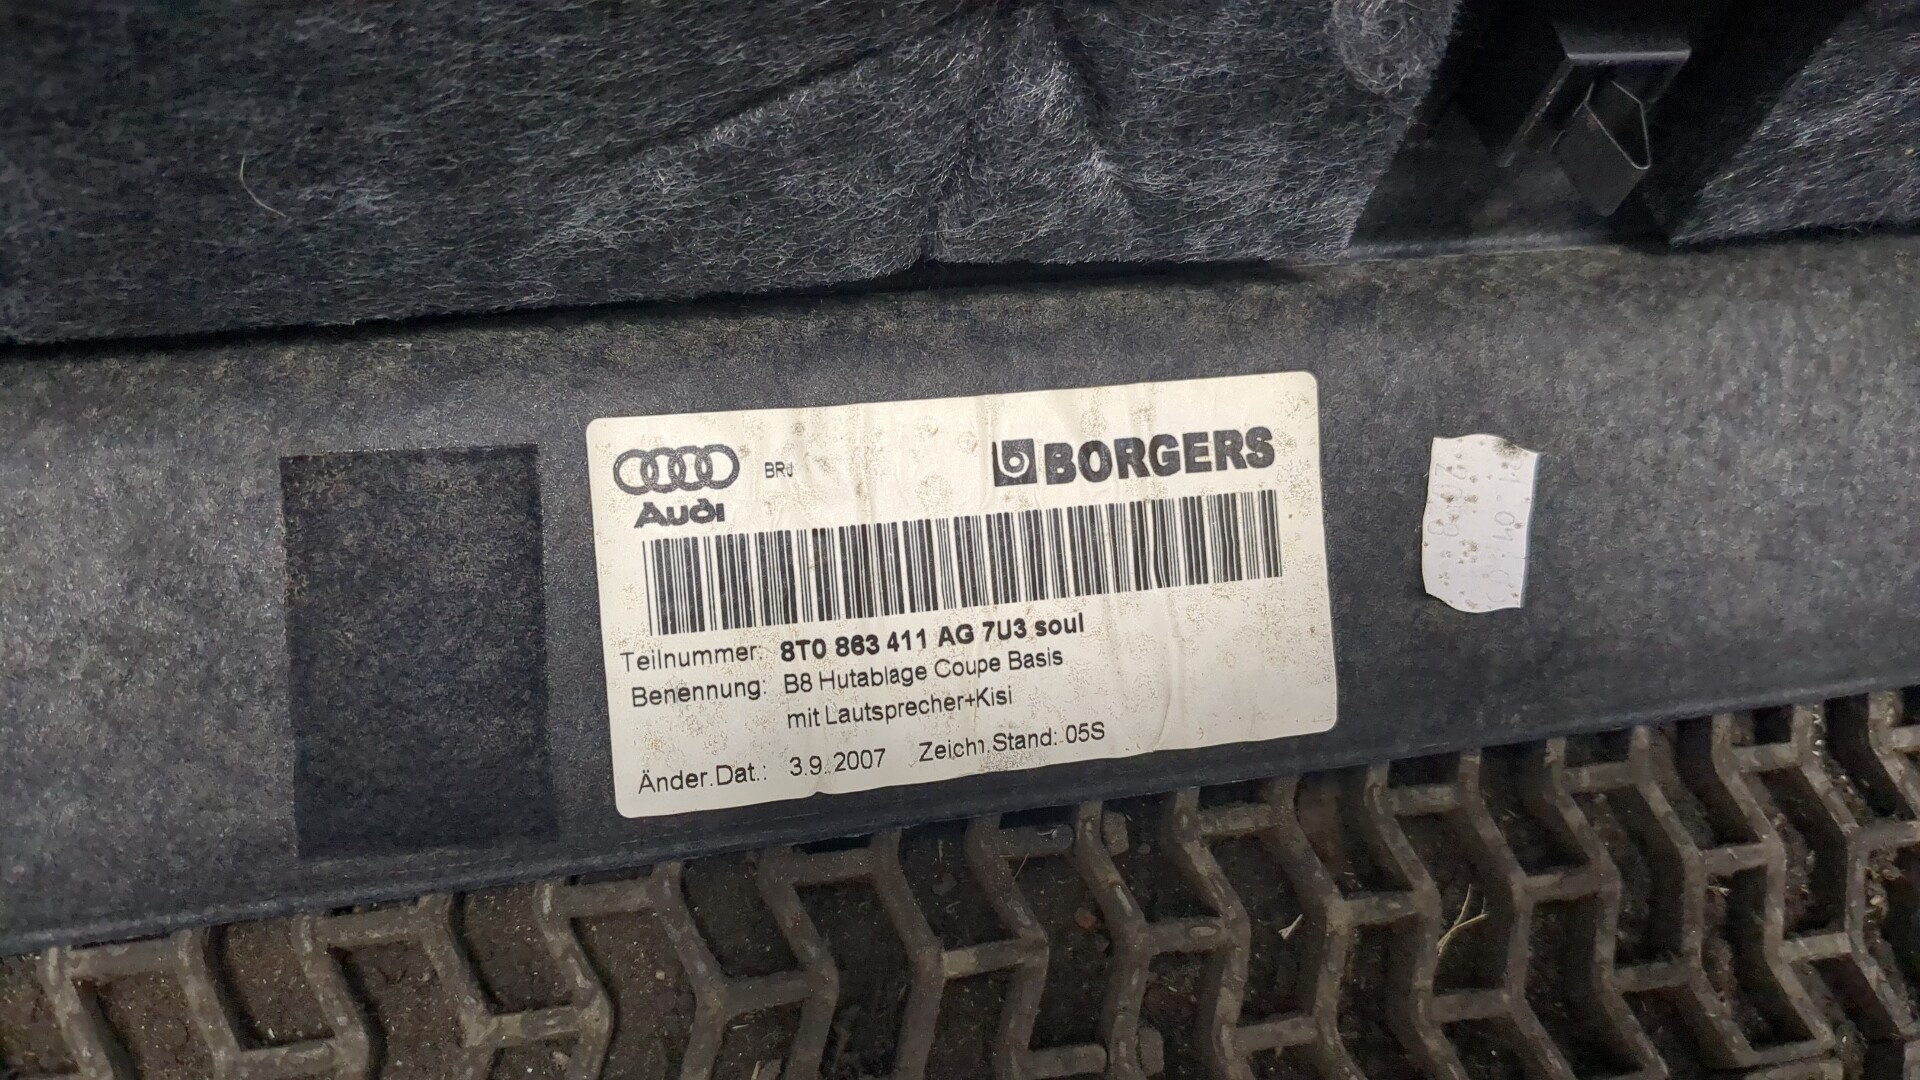 Audi
BRJ
BORGERS
Teilnummer: 8T0 863 411 AG 7U3 soul
Benennung: B8 Hutablage Coupe Basis
mit Lautsprecher+Kisi
Änder.Dat.: 3.9.2007 Zeichn.Stand: 05S